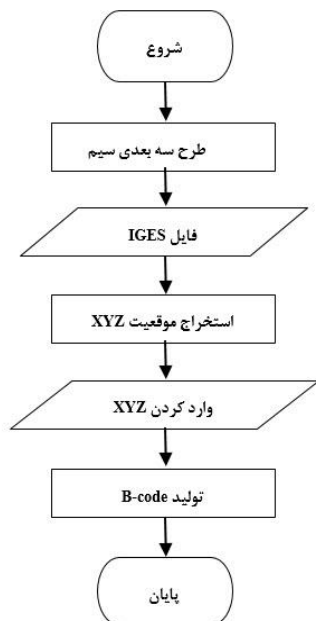 شروع
طرح سه بعدی سیم
فایل IGES
استخراج موقعیت XYZ
وارد کردن XYZ
تولید B-code
پایان